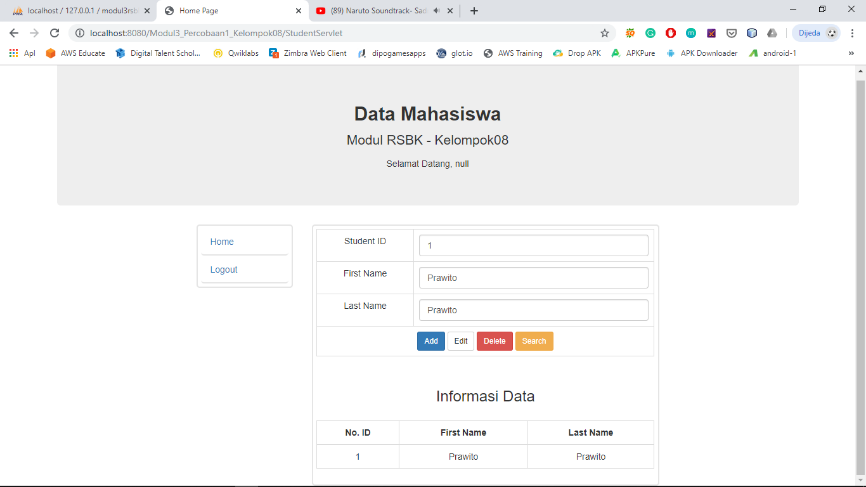 localhost / 127.0.0.1 / modul3rsb
Home Page
(89) Naruto Soundtrack- Sad
localhost:8080/Modul3_Percobaan1_Kelompok08/StudentServlet
Dijeda
Apl AWS Educate Digital Talent Schol... Qwiklabs Zimbra Web Client dipogamesapps glot.io AWS Training Drop APK APKPure APK Downloader android-1 »
Data Mahasiswa
Modul RSBK - Kelompok08
Selamat Datang, null
Home
Logout
Student ID 1
First Name Prawito
Last Name Prawito
Add Edit Delete Search
Informasi Data
No. ID First Name Last Name
1 Prawito Prawito